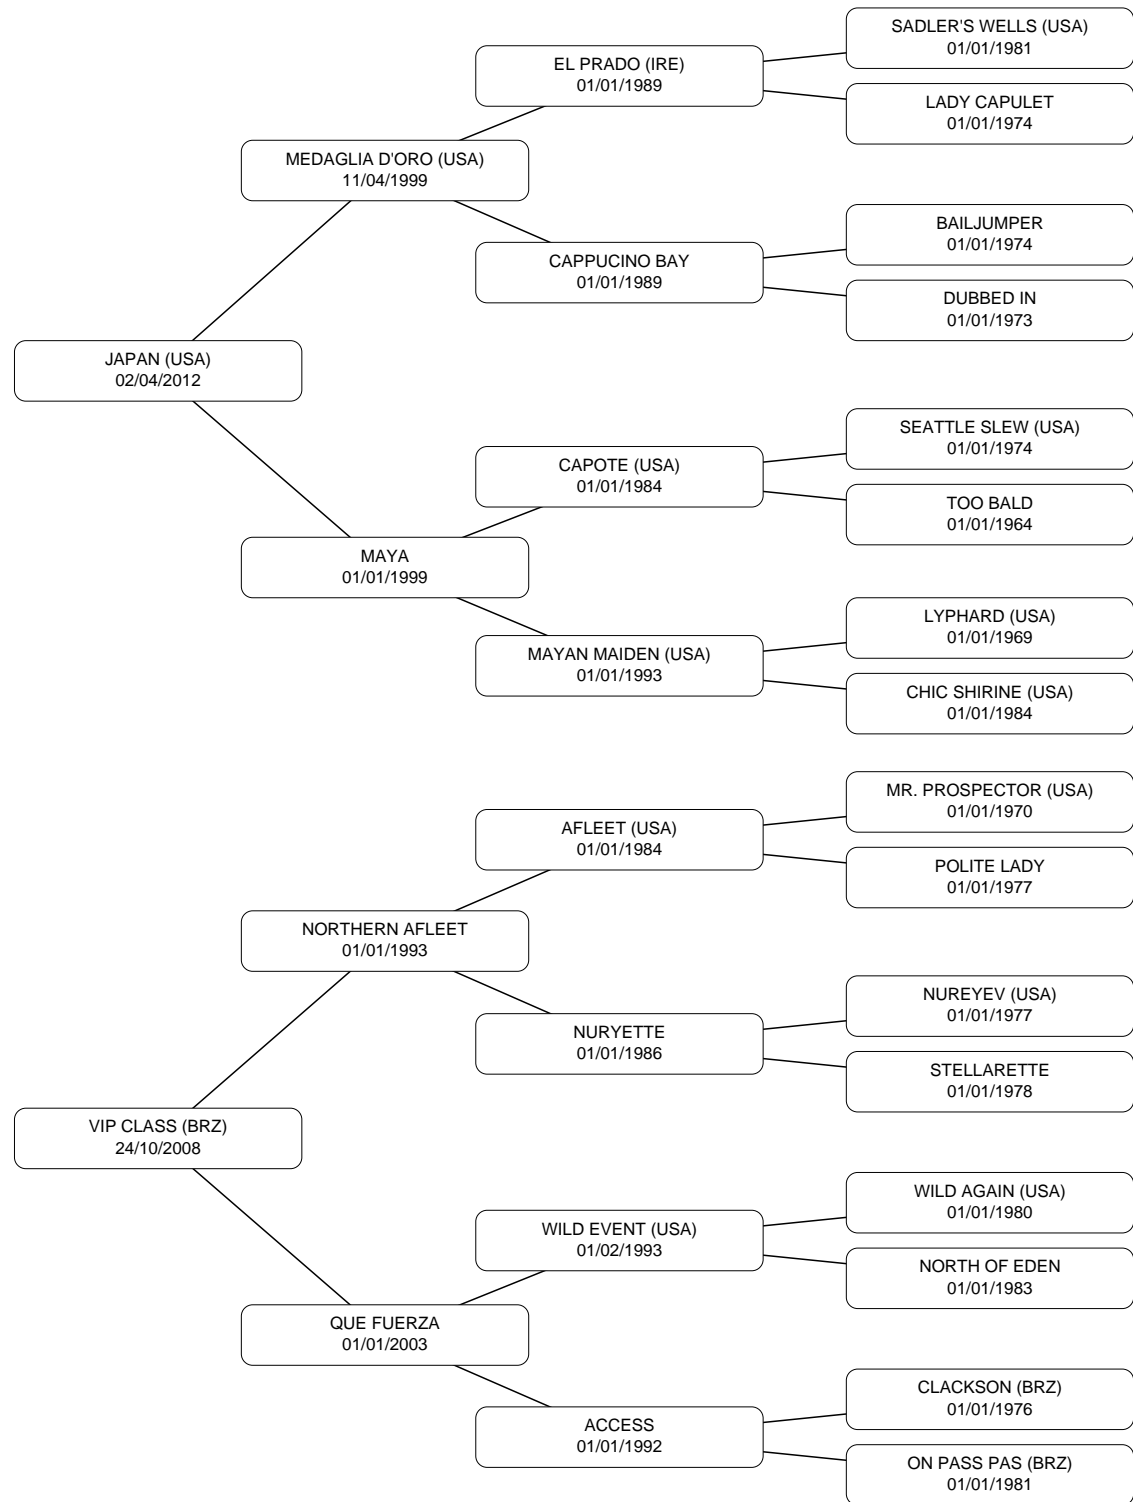 SADLER'S WELLS (USA)
01/01/1981
EL PRADO (IRE)
01/01/1989
LADY CAPULET
01/01/1974
MEDAGLIA D'ORO (USA)
11/04/1999
BAILJUMPER
01/01/1974
CAPPUCINO BAY
01/01/1989
DUBBED IN
01/01/1973
JAPAN (USA)
02/04/2012
SEATTLE SLEW (USA)
01/01/1974
CAPOTE (USA)
01/01/1984
TOO BALD
01/01/1964
MAYA
01/01/1999
LYPHARD (USA)
01/01/1969
MAYAN MAIDEN (USA)
01/01/1993
CHIC SHIRINE (USA)
01/01/1984
MR. PROSPECTOR (USA)
01/01/1970
AFLEET (USA)
01/01/1984
POLITE LADY
01/01/1977
NORTHERN AFLEET
01/01/1993
NUREYEV (USA)
01/01/1977
NURYETTE
01/01/1986
STELLARETTE
01/01/1978
VIP CLASS (BRZ)
24/10/2008
WILD AGAIN (USA)
01/01/1980
WILD EVENT (USA)
01/02/1993
NORTH OF EDEN
01/01/1983
QUE FUERZA
01/01/2003
CLACKSON (BRZ)
01/01/1976
ACCESS
01/01/1992
ON PASS PAS (BRZ)
01/01/1981